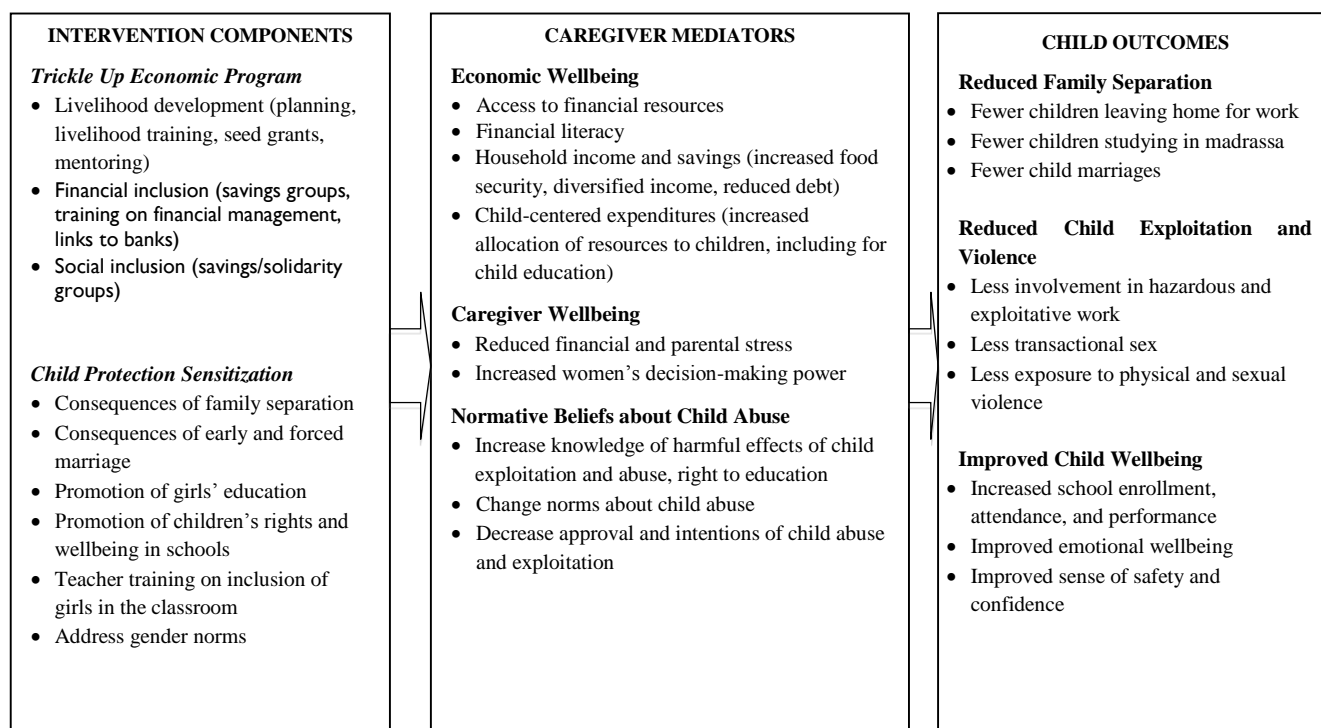 INTERVENTION COMPONENTS
Trickle Up Economic Program
• Livelihood development (planning,
livelihood training, seed grants,
mentoring)
• Financial inclusion (savings groups,
training on financial management,
links to banks)
• Social inclusion (savings/solidarity
groups)
Child Protection Sensitization
• Consequences of family separation
• Consequences of early and forced
marriage
• Promotion of girls’ education
• Promotion of children’s rights and
wellbeing in schools
• Teacher training on inclusion of
girls in the classroom
• Address gender norms
CAREGIVER MEDIATORS
Economic Wellbeing
• Access to financial resources
• Financial literacy
• Household income and savings (increased food
security, diversified income, reduced debt)
• Child-centered expenditures (increased
allocation of resources to children, including for
child education)
Caregiver Wellbeing
• Reduced financial and parental stress
• Increased women’s decision-making power
Normative Beliefs about Child Abuse
• Increase knowledge of harmful effects of child
exploitation and abuse, right to education
• Change norms about child abuse
• Decrease approval and intentions of child abuse
and exploitation
CHILD OUTCOMES
Reduced Family Separation
• Fewer children leaving home for work
• Fewer children studying in madrassa
• Fewer child marriages
Reduced Child Exploitation and
Violence
• Less involvement in hazardous and
exploitative work
• Less transactional sex
• Less exposure to physical and sexual
violence
Improved Child Wellbeing
• Increased school enrollment,
attendance, and performance
• Improved emotional wellbeing
• Improved sense of safety and
confidence